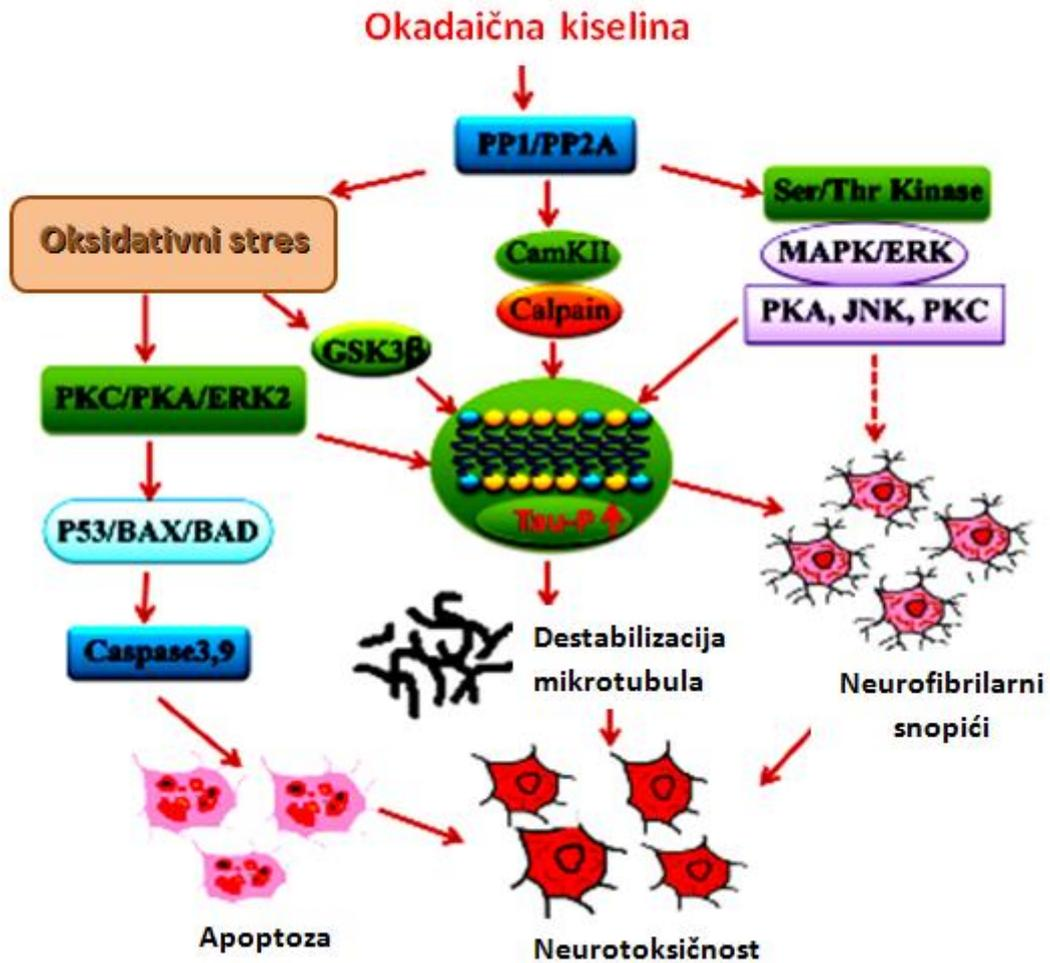 Okadaična kiselina
PP1/PP2A
Ser/Thr Kinase
Oksidativni stres
CamKII
MAPK/ERK
Calpain
PKA, JNK, PKC
GSK3β
PKC/PKA/ERK2
Tau-P
P53/BAX/BAD
Caspase3,9
Destabilizacija
mikrotubula
Neurofibrilarni
snopići
Apoptoza
Neurotoksičnost